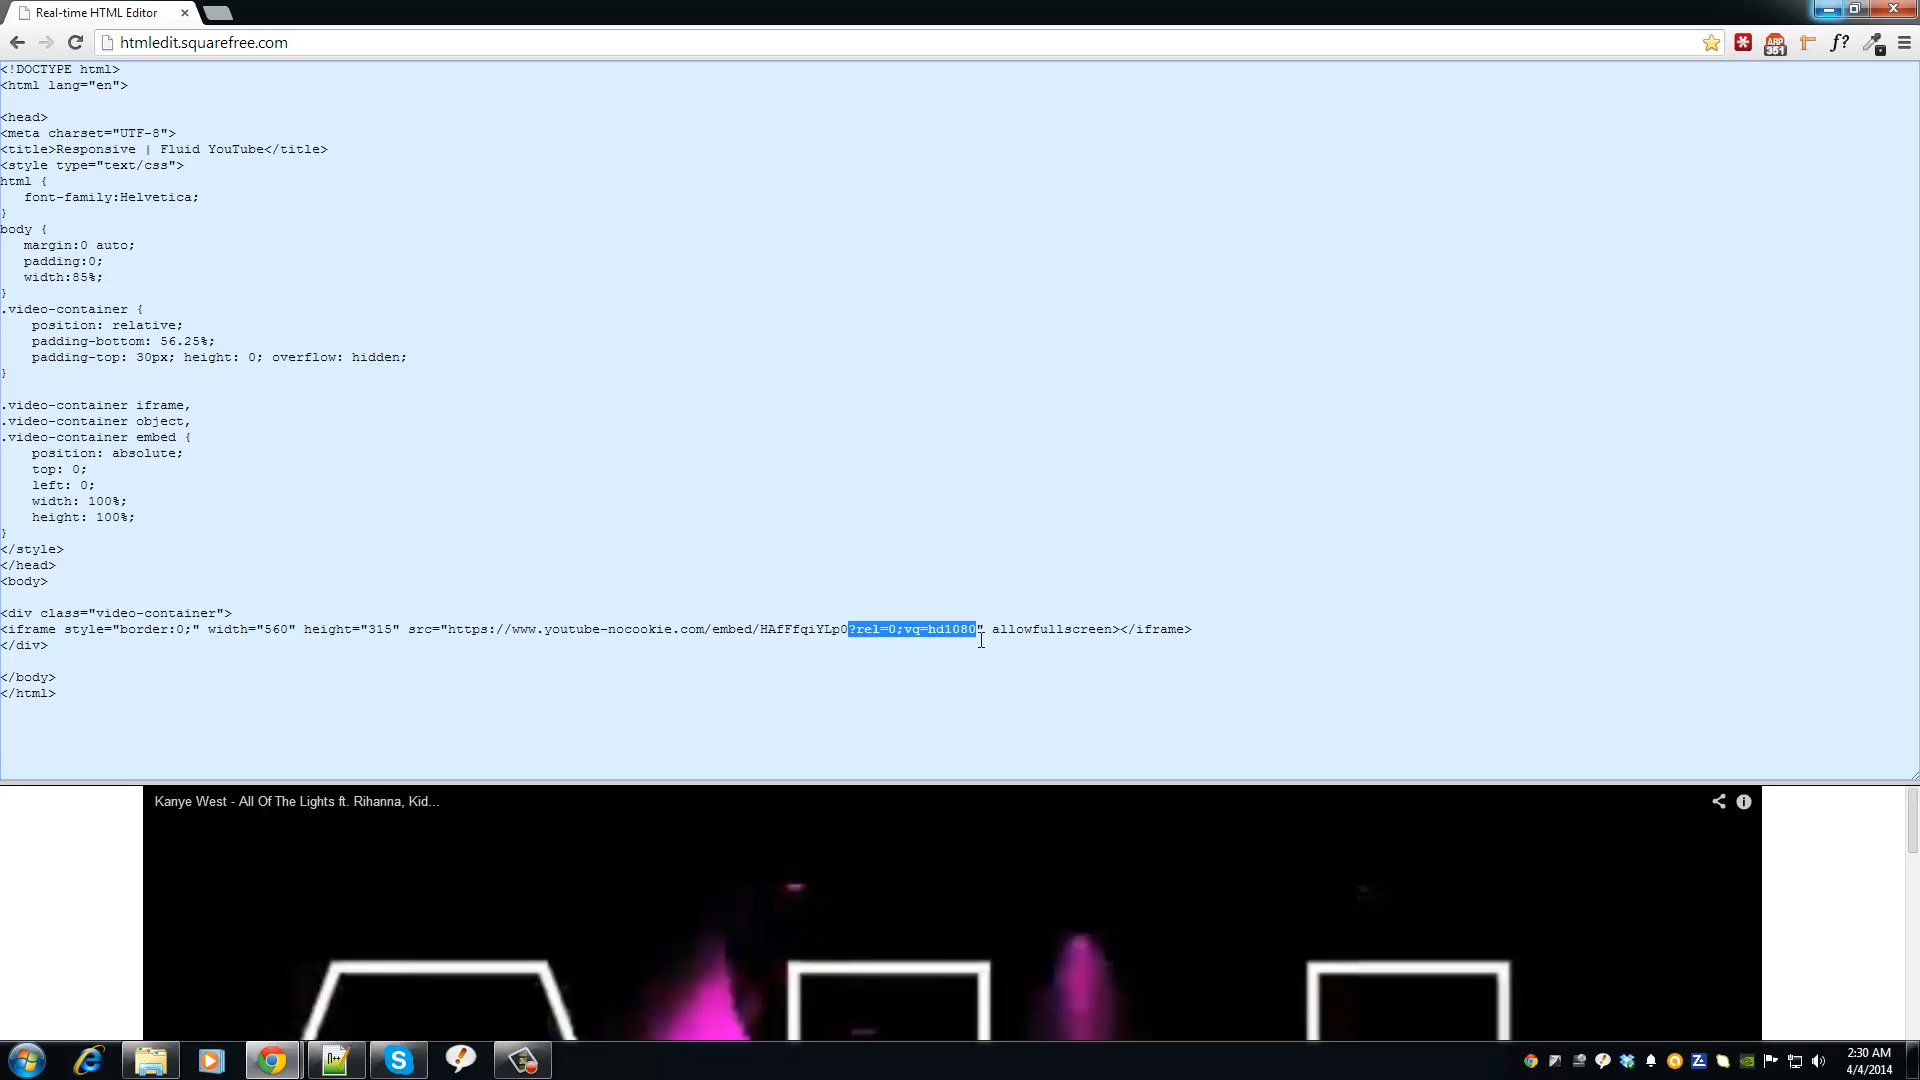 Real-time HTML Editor
htmledit.squarefree.com
ABP
351
f?
<!DOCTYPE html>
<html lang="en">
<head>
<meta charset="UTF-8">
<title>Responsive | Fluid YouTube</title>
<style type="text/css">
html {
font-family:Helvetica;
}
body {
margin:0 auto;
padding:0;
width:85%;
}
.video-container {
position: relative;
padding-bottom: 56.25%;
padding-top: 30px; height: 0; overflow: hidden;
}
.video-container iframe,
.video-container object,
.video-container embed {
position: absolute;
top: 0;
left: 0;
width: 100%;
height: 100%;
}
</style>
</head>
<body>
<div class="video-container">
<iframe style="border:0;" width="560" height="315" src="https://www.youtube-nocookie.com/embed/HAfFfqiYLp0?rel=0;vq=hd1080" allowfullscreen></iframe>
</div>
</body>
</html>
Kanye West - All Of The Lights ft. Rihanna, Kid...
2:30 AM
4/4/2014